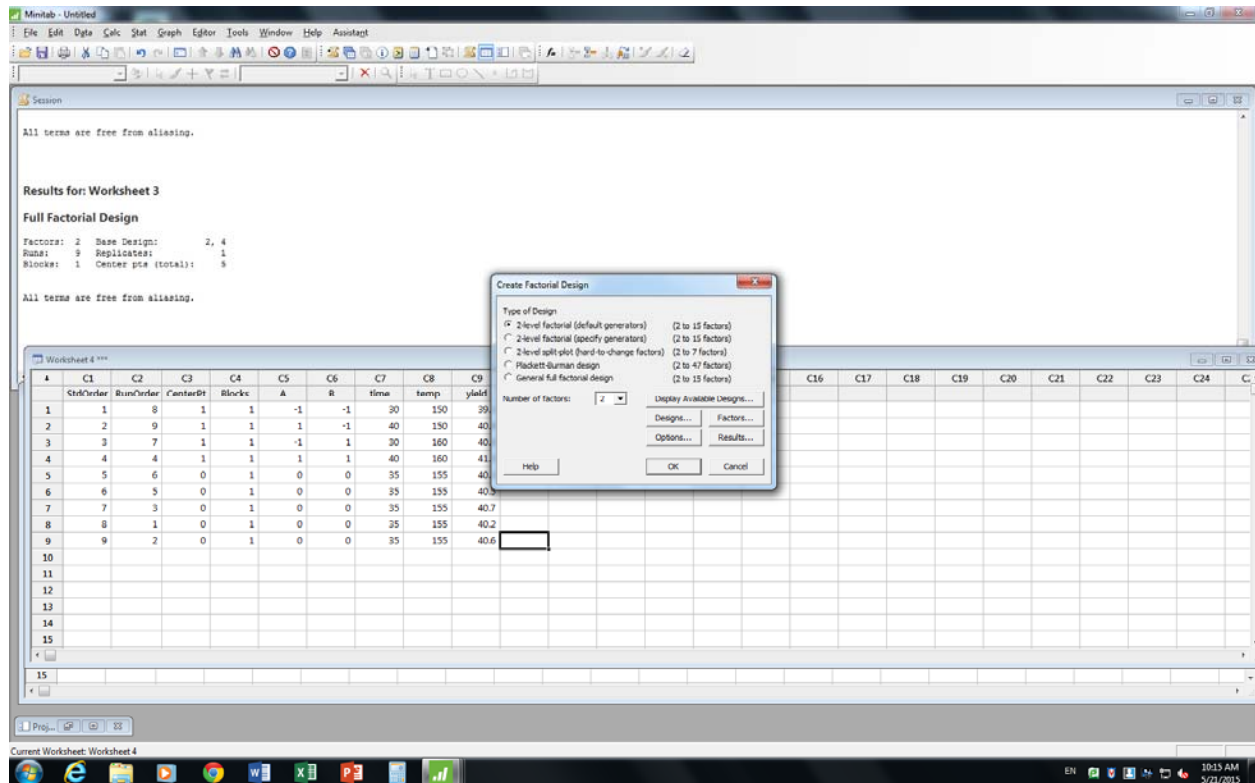 Minitab - Untitled
File Edit Data Calc Stat Graph Editor Tools Window Help Assistant
Session
All terms are free from aliasing.
Results for: Worksheet 3
Full Factorial Design
Factors: 2 Base Design: 2, 4
Runs: 9 Replicates: 1
Blocks: 1 Center pts (total): 5
All terms are free from aliasing.
Create Factorial Design
Type of Design
2-level factorial (default generators) (2 to 15 factors)
2-level factorial (specify generators) (2 to 15 factors)
2-level split-plot (hard-to-change factors) (2 to 7 factors)
Plackett-Burman design (2 to 47 factors)
General full factorial design (2 to 15 factors)
Number of factors: 2 Display Available Designs...
Designs... Factors...
Options... Results...
Help OK Cancel
Worksheet 4 ***
C1 C2 C3 C4 C5 C6 C7 C8 C9 C16 C17 C18 C19 C20 C21 C22 C23 C24
StdOrder RunOrder CenterPt Blocks A B time temp yield
1 1 8 1 1 -1 -1 30 150 39.
2 2 9 1 1 1 -1 40 150 40.
3 3 7 1 1 -1 1 30 160 40.
4 4 4 1 1 1 1 40 160 41.
5 5 6 0 1 0 0 35 155 40.
6 6 5 0 1 0 0 35 155 40.5
7 7 3 0 1 0 0 35 155 40.7
8 8 1 0 1 0 0 35 155 40.2
9 9 2 0 1 0 0 35 155 40.6
10
11
12
13
14
15
15
Proj...
Current Worksheet: Worksheet 4
EN 10:15 AM
5/21/2015